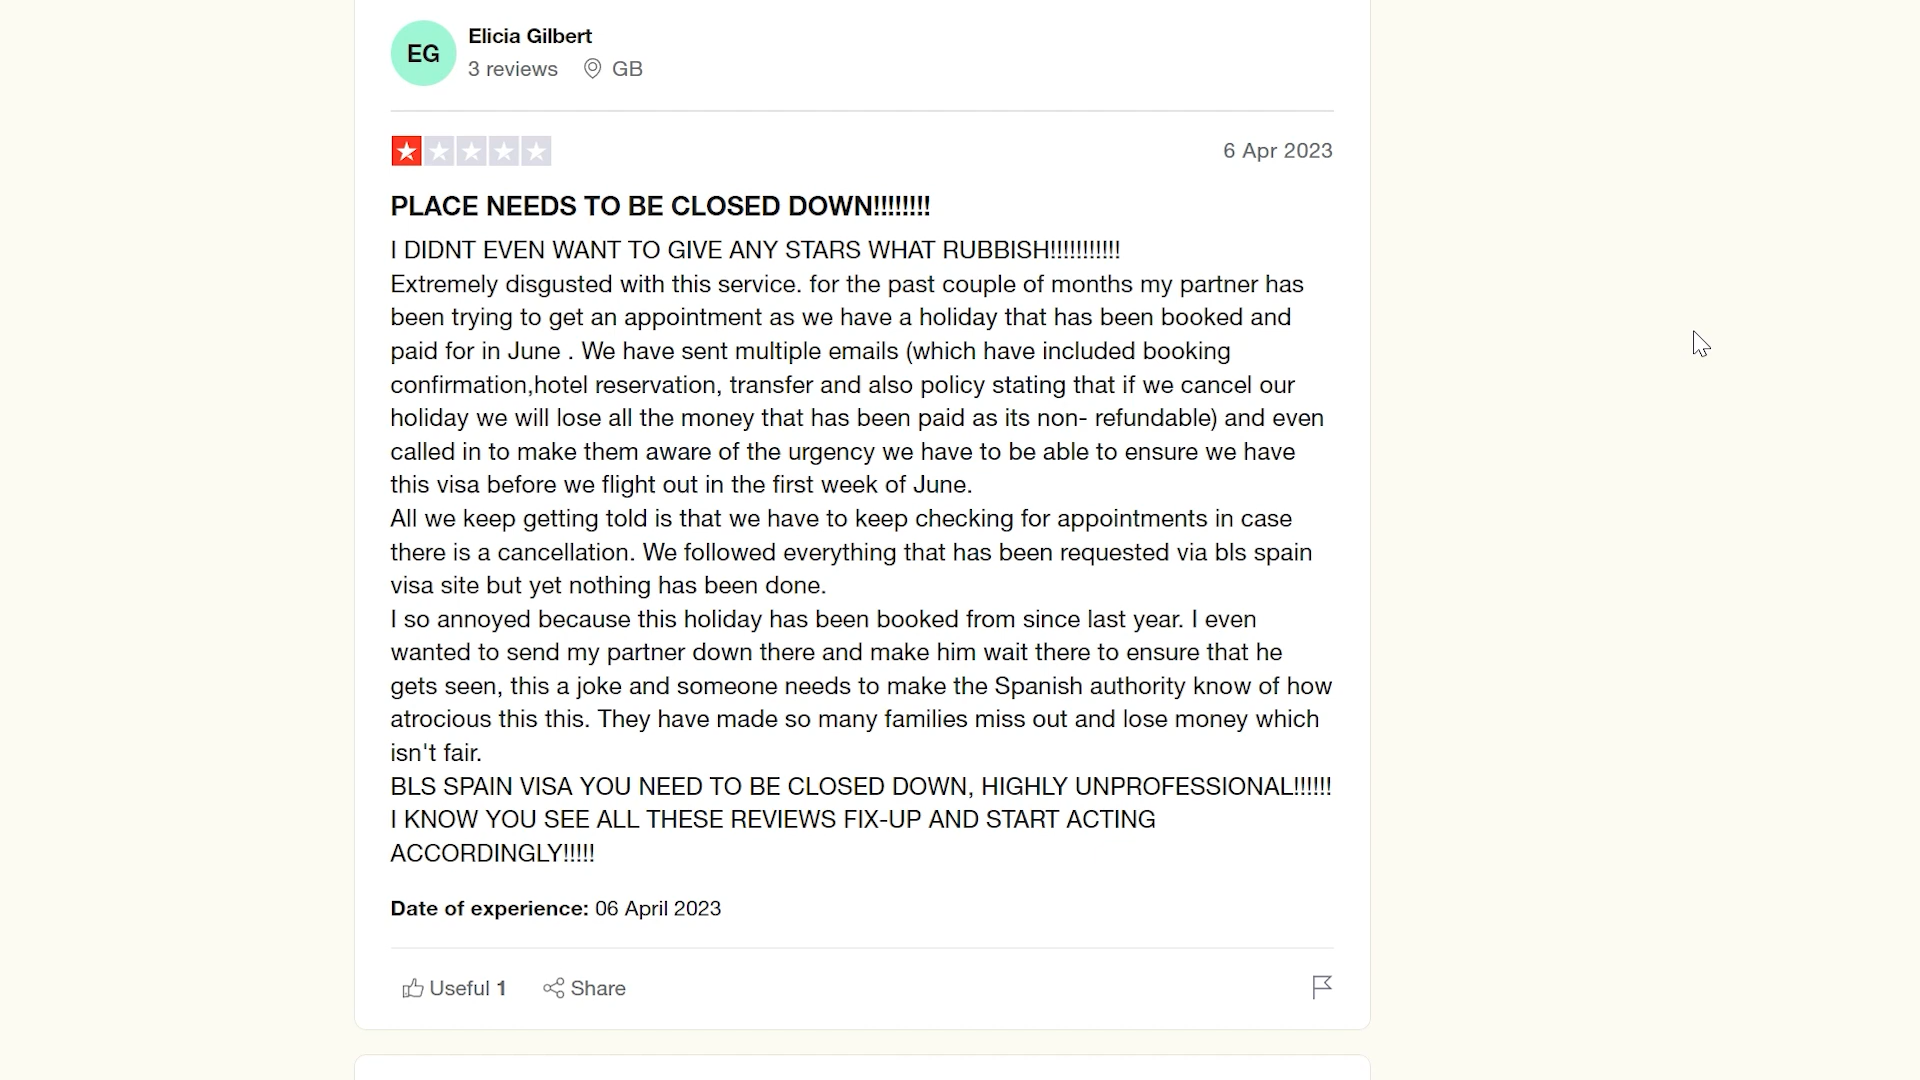 EG
Elicia Gilbert
3 reviews GB
6 Apr 2023
PLACE NEEDS TO BE CLOSED DOWN!!!!!!!!
I DIDNT EVEN WANT TO GIVE ANY STARS WHAT RUBBISH!!!!!!!!!!!
Extremely disgusted with this service. for the past couple of months my partner has
been trying to get an appointment as we have a holiday that has been booked and
paid for in June . We have sent multiple emails (which have included booking
confirmation,hotel reservation, transfer and also policy stating that if we cancel our
holiday we will lose all the money that has been paid as its non- refundable) and even
called in to make them aware of the urgency we have to be able to ensure we have
this visa before we flight out in the first week of June.
All we keep getting told is that we have to keep checking for appointments in case
there is a cancellation. We followed everything that has been requested via bls spain
visa site but yet nothing has been done.
I so annoyed because this holiday has been booked from since last year. I even
wanted to send my partner down there and make him wait there to ensure that he
gets seen, this a joke and someone needs to make the Spanish authority know of how
atrocious this this. They have made so many families miss out and lose money which
isn't fair.
BLS SPAIN VISA YOU NEED TO BE CLOSED DOWN, HIGHLY UNPROFESSIONAL!!!!!!
I KNOW YOU SEE ALL THESE REVIEWS FIX-UP AND START ACTING
ACCORDINGLY!!!!!
Date of experience: 06 April 2023
Useful 1 Share